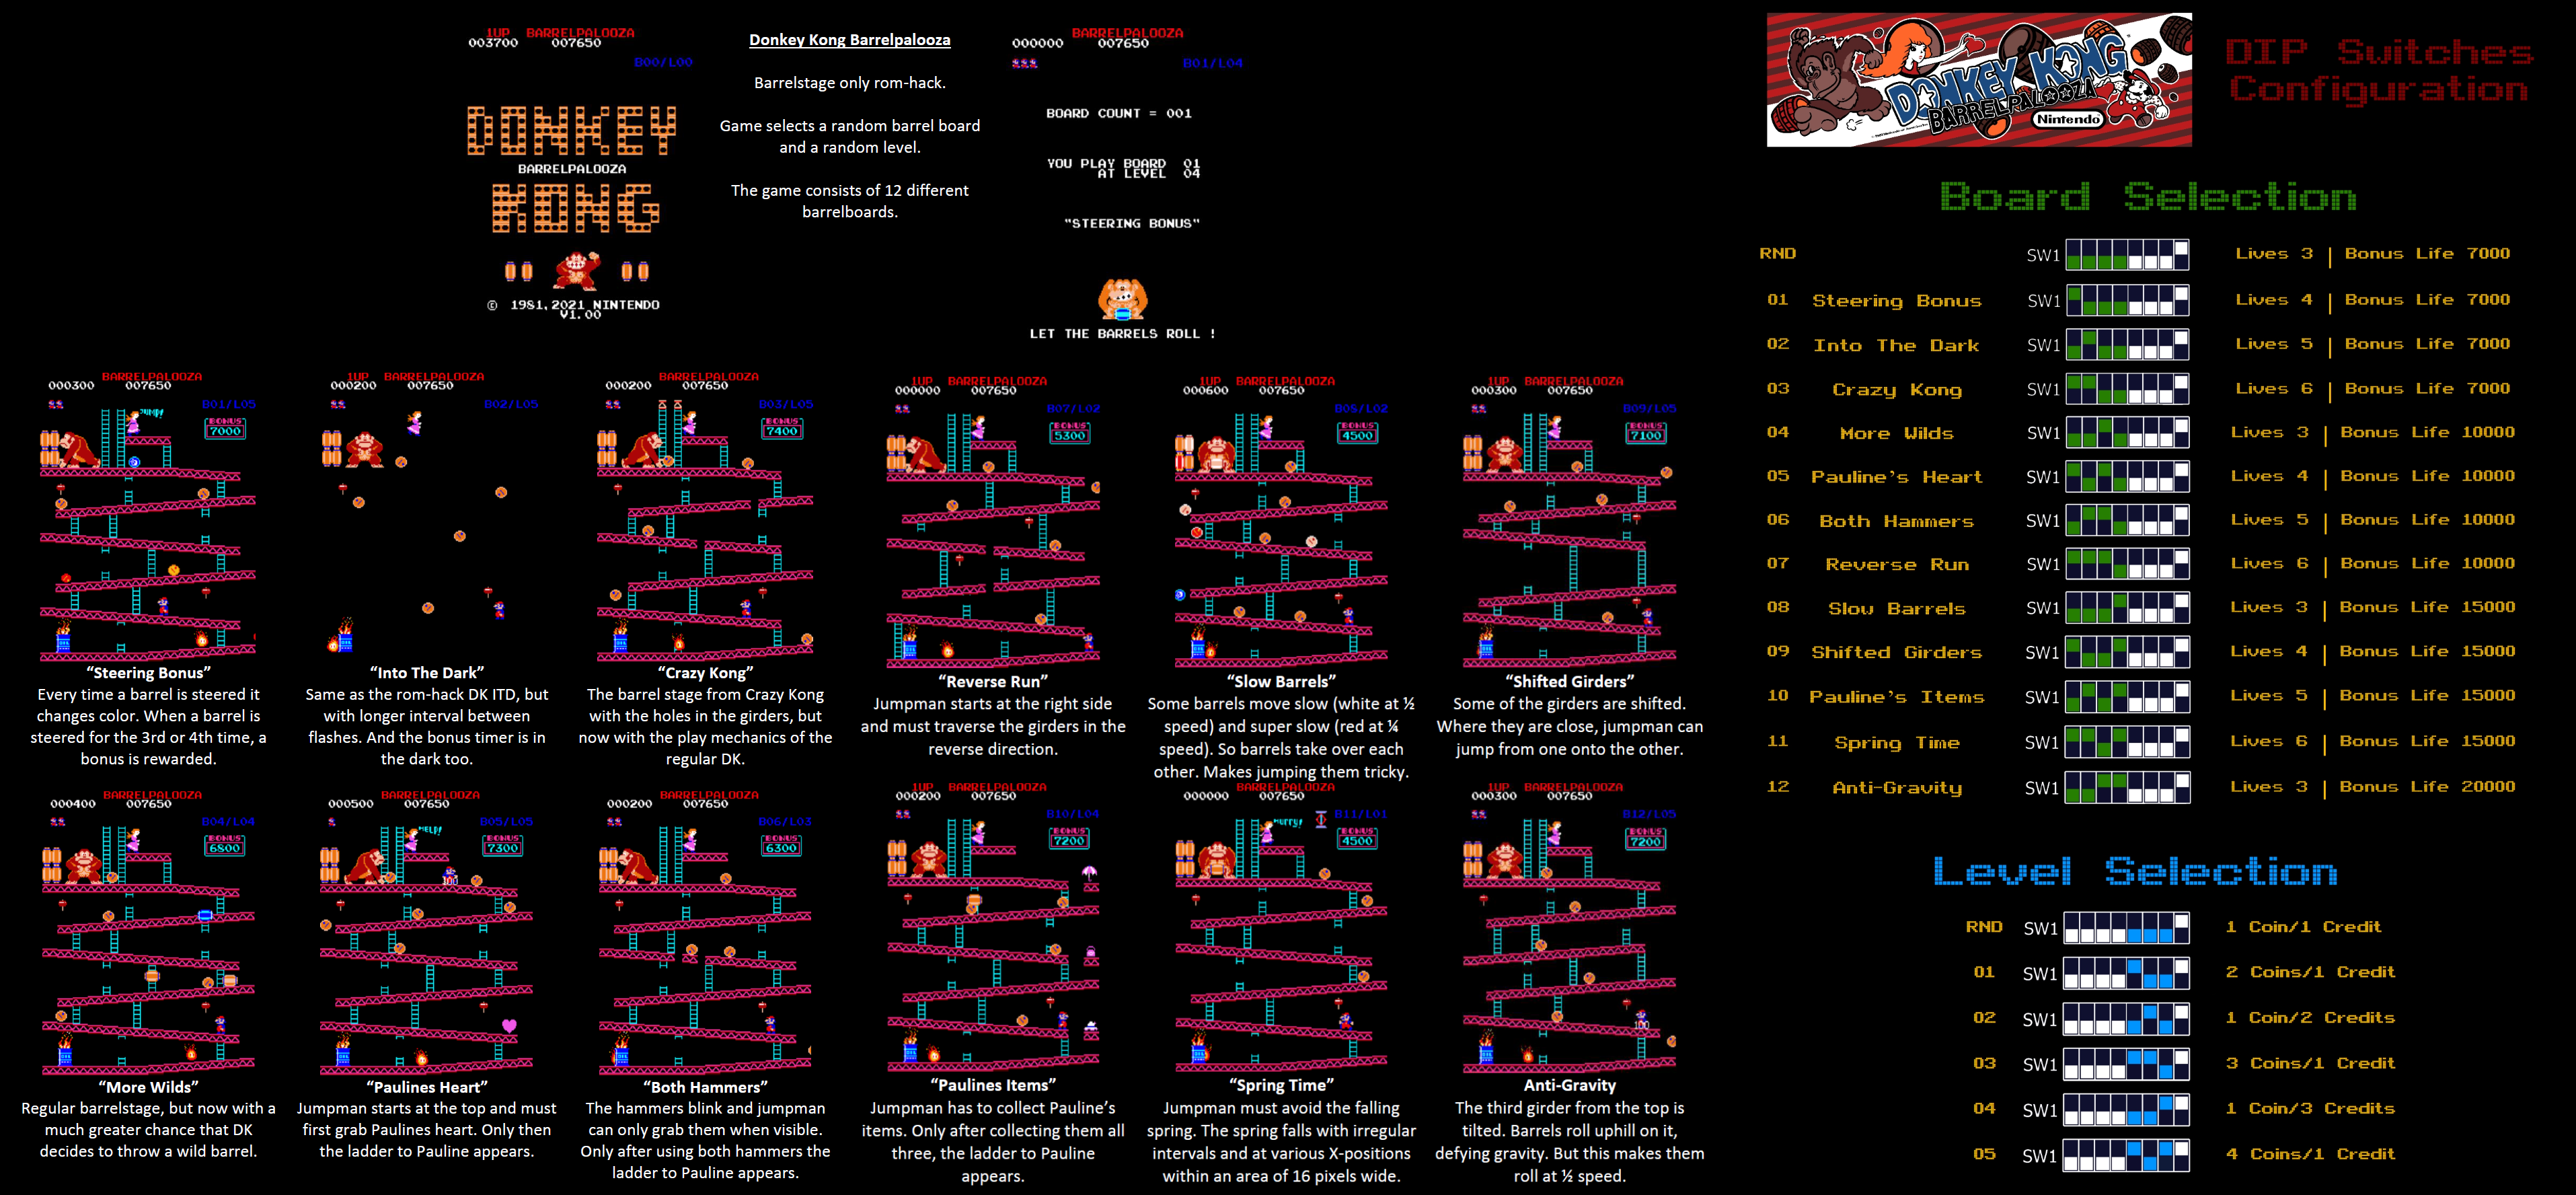 1UP BARRELPALOOZA
003700 007650
B00/L00
DONKEY
BARRELPALOOZA
KONG
© 1981,2021 NINTENDO
V1.00
Donkey Kong Barrelpalooza
Barrelstage only rom-hack.
Game selects a random barrel board
and a random level.
The game consists of 12 different
barrelboards.
BARRELPALOOZA
000000 007650
B01/L04
BOARD COUNT = 001
YOU PLAY BOARD 01
AT LEVEL 04
"STEERING BONUS"
LET THE BARRELS ROLL !
BARRELPALOOZA
000300 007650
B01/L05
JUMP!
BONUS
7000
“Steering Bonus”
Every time a barrel is steered it
changes color. When a barrel is
steered for the 3rd or 4th time, a
bonus is rewarded.
1UP BARRELPALOOZA
000200 007650
B02/L05
“Into The Dark”
Same as the rom-hack DK ITD, but
with longer interval between
flashes. And the bonus timer is in
the dark too.
BARRELPALOOZA
000200 007650
B03/L05
BONUS
7400
“Crazy Kong”
The barrel stage from Crazy Kong
with the holes in the girders, but
now with the play mechanics of the
regular DK.
1UP BARRELPALOOZA
000000 007650
B07/L02
BONUS
5300
“Reverse Run”
Jumpman starts at the right side
and must traverse the girders in the
reverse direction.
1UP BARRELPALOOZA
000600 007650
B08/L02
BONUS
4500
“Slow Barrels”
Some barrels move slow (white at ½
speed) and super slow (red at ¼
speed). So barrels take over each
other. Makes jumping them tricky.
1UP BARRELPALOOZA
000300 007650
B09/L05
BONUS
7100
“Shifted Girders”
Some of the girders are shifted.
Where they are close, jumpman can
jump from one onto the other.
BARRELPALOOZA
000400 007650
B04/L04
BONUS
6800
“More Wilds”
Regular barrelstage, but now with a
much greater chance that DK
decides to throw a wild barrel.
BARRELPALOOZA
000500 007650
B05/L05
HELP!
BONUS
7300
100
“Paulines Heart”
Jumpman starts at the top and must
first grab Paulines heart. Only then
the ladder to Pauline appears.
BARRELPALOOZA
000200 007650
B06/L03
BONUS
6300
“Both Hammers”
The hammers blink and jumpman
can only grab them when visible.
Only after using both hammers the
ladder to Pauline appears.
1UP BARRELPALOOZA
000200 007650
B10/L04
BONUS
7200
“Paulines Items”
Jumpman has to collect Pauline’s
items. Only after collecting them all
three, the ladder to Pauline
appears.
BARRELPALOOZA
000000 007650
B11/L01
Hurry!
BONUS
4500
“Spring Time”
Jumpman must avoid the falling
spring. The spring falls with irregular
intervals and at various X-positions
within an area of 16 pixels wide.
1UP BARRELPALOOZA
000300 007650
B12/L05
BONUS
7200
100
Anti-Gravity
The third girder from the top is
tilted. Barrels roll uphill on it,
defying gravity. But this makes them
roll at ½ speed.
DONKEY KONG
BARRELPALOOZA
Nintendo
DIP Switches
Configuration
Board Selection
RND SW1 Lives 3 | Bonus Life 7000
01 Steering Bonus SW1 Lives 4 | Bonus Life 7000
02 Into The Dark SW1 Lives 5 | Bonus Life 7000
03 Crazy Kong SW1 Lives 6 | Bonus Life 7000
04 More Wilds SW1 Lives 3 | Bonus Life 10000
05 Pauline's Heart SW1 Lives 4 | Bonus Life 10000
06 Both Hammers SW1 Lives 5 | Bonus Life 10000
07 Reverse Run SW1 Lives 6 | Bonus Life 10000
08 Slow Barrels SW1 Lives 3 | Bonus Life 15000
09 Shifted Girders SW1 Lives 4 | Bonus Life 15000
10 Pauline's Items SW1 Lives 5 | Bonus Life 15000
11 Spring Time SW1 Lives 6 | Bonus Life 15000
12 Anti-Gravity SW1 Lives 3 | Bonus Life 20000
Level Selection
RND SW1 1 Coin/1 Credit
01 SW1 2 Coins/1 Credit
02 SW1 1 Coin/2 Credits
03 SW1 3 Coins/1 Credit
04 SW1 1 Coin/3 Credits
05 SW1 4 Coins/1 Credit